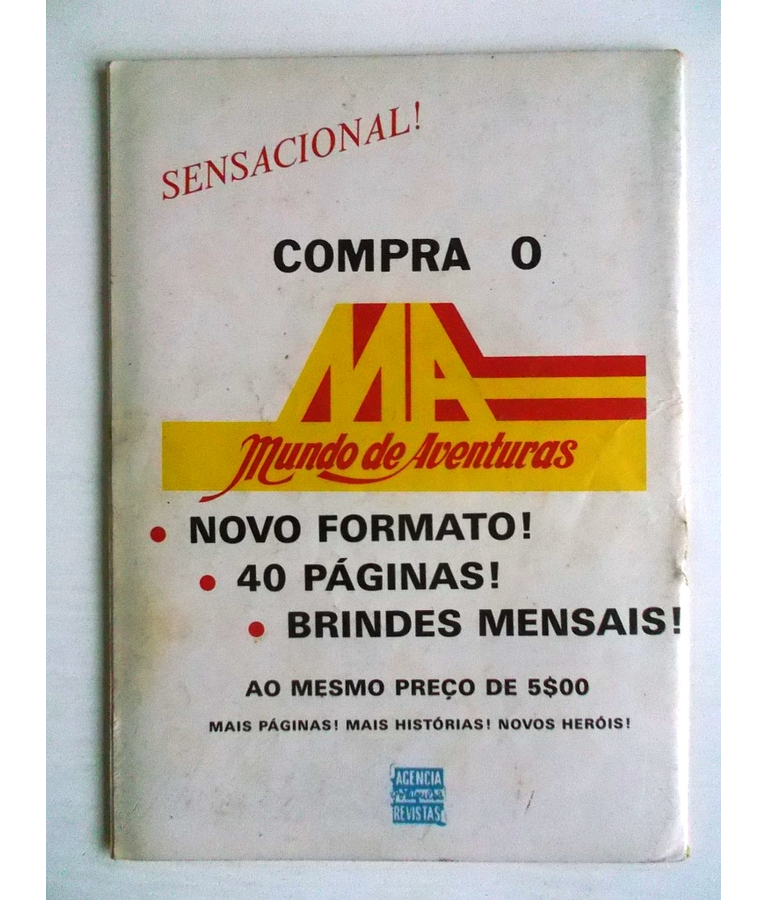 SENSACIONAL!
COMPRA O
MA
Mundo de Aventuras
• NOVO FORMATO!
• 40 PÁGINAS!
• BRINDES MENSAIS!
AO MESMO PREÇO DE 5$00
MAIS PÁGINAS! MAIS HISTÓRIAS! NOVOS HERÓIS!
AGENCIA
portuguesa
REVISTAS